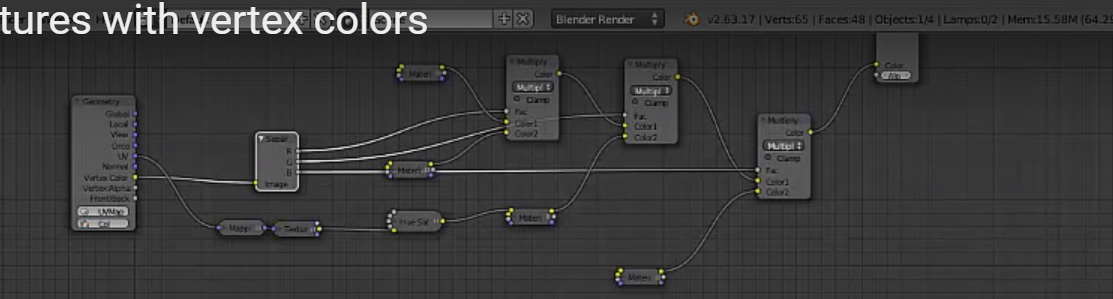 tures with vertex colors
Blender Render
v2.63.17 | Verts:65 | Faces:48 | Objects:1/4 | Lamps:0/2 | Mem:15.58M (64.2
Multiply
Color
Multipl
Clamp
Fac
Color1
Color2
Multiply
Color
Multipl
Clamp
Fac
Color1
Color2
Multiply
Color
Multipl
Clamp
Fac
Color1
Color2
Color
Alp
Materi
Geometry
Global
Local
View
Orco
UV
Normal
Vertex Color
Vertex Alpha
Front/Back
UVMap
Col
Separ
R
G
B
Image
Materi
Mappi
Textur
Hue Sat
Materi
Materi